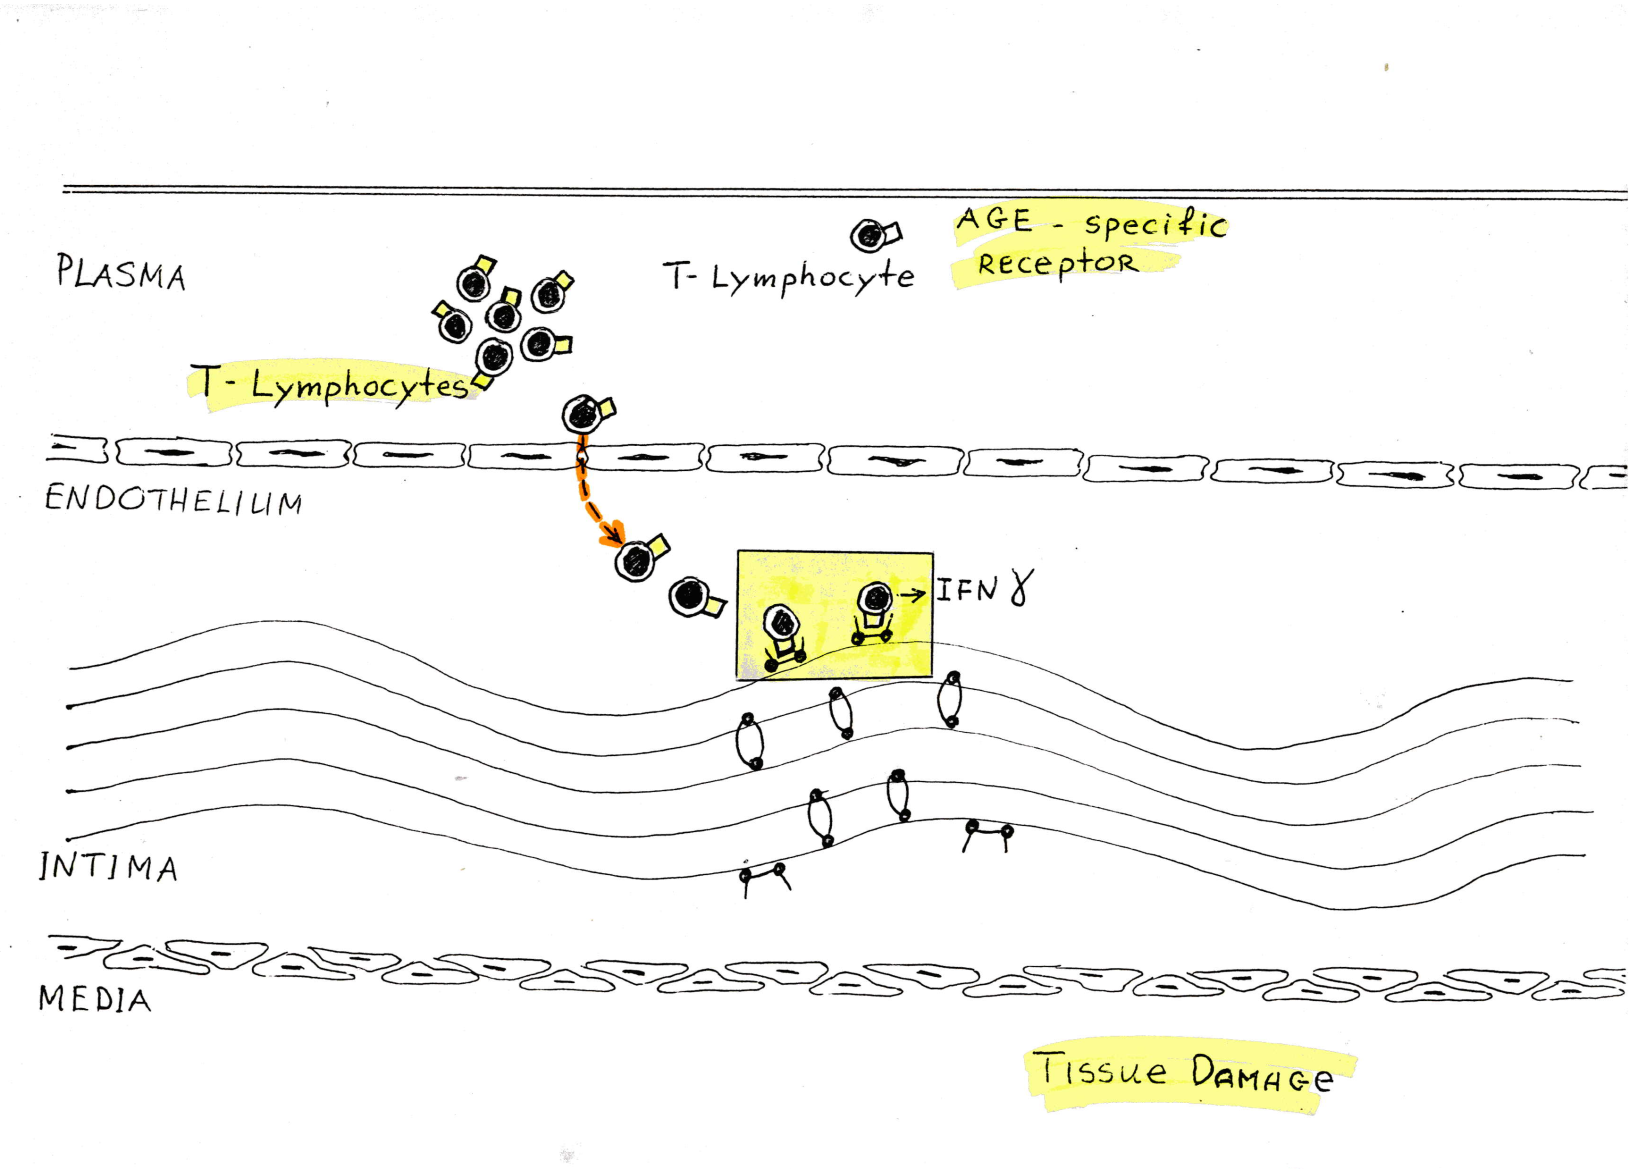 AGE - specific
Receptor
PLASMA
T- Lymphocyte
T- Lymphocytes
ENDOTHELIUM
IFN γ
INTIMA
MEDIA
Tissue Damage